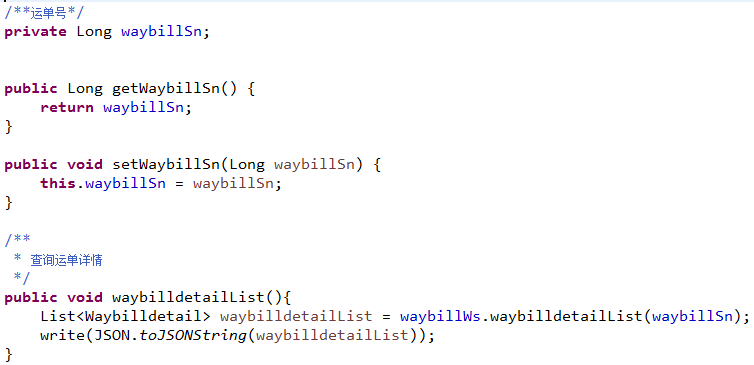 /**运单号*/
private Long waybillSn;
public Long getWaybillSn() {
return waybillSn;
}
public void setWaybillSn(Long waybillSn) {
this.waybillSn = waybillSn;
}
/**
* 查询运单详情
*/
public void waybilldetailList(){
List<Waybilldetail> waybilldetailList = waybillWs.waybilldetailList(waybillSn);
write(JSON.toJSONString(waybilldetailList));
}